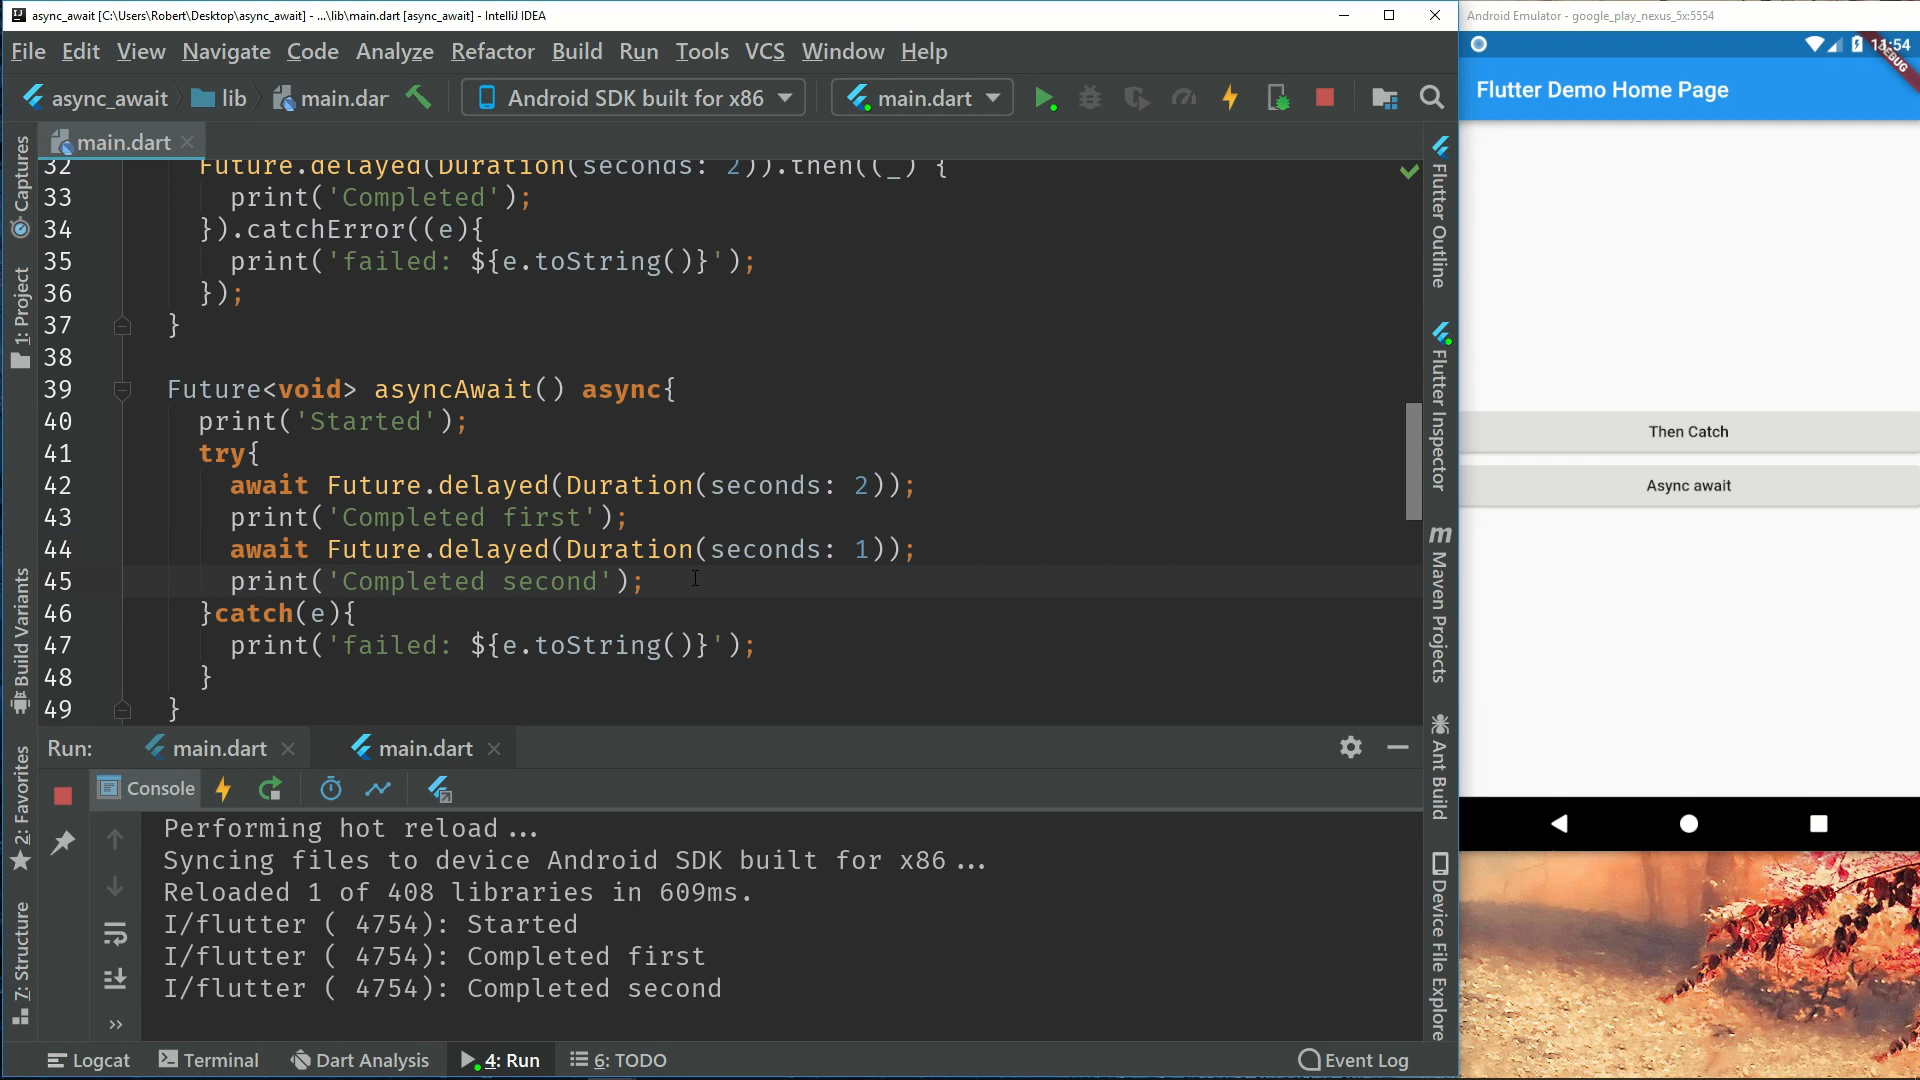 async_await [C:\Users\Robert\Desktop\async_await] - ...\lib\main.dart [async_await] - IntelliJ IDEA
File Edit View Navigate Code Analyze Refactor Build Run Tools VCS Window Help
async_await lib main.dar Android SDK built for x86 main.dart
main.dart
32 Future.delayed(Duration(seconds: 2)).then((_) {
33 print('Completed');
34 }).catchError((e){
35 print('failed: ${e.toString()}');
36 });
37 }
38
39 Future<void> asyncAwait() async{
40 print('Started');
41 try{
42 await Future.delayed(Duration(seconds: 2));
43 print('Completed first');
44 await Future.delayed(Duration(seconds: 1));
45 print('Completed second');
46 }catch(e){
47 print('failed: ${e.toString()}');
48 }
49 }
Run: main.dart main.dart
Console
Performing hot reload...
Syncing files to device Android SDK built for x86...
Reloaded 1 of 408 libraries in 609ms.
I/flutter ( 4754): Started
I/flutter ( 4754): Completed first
I/flutter ( 4754): Completed second
Logcat Terminal Dart Analysis 4: Run 6: TODO Event Log
Captures
1: Project
Build Variants
2: Favorites
7: Structure
Flutter Outline
Flutter Inspector
m Maven Projects
Ant Build
Device File Explore
Android Emulator - google_play_nexus_5x:5554
11:54
DEBUG
Flutter Demo Home Page
Then Catch
Async await